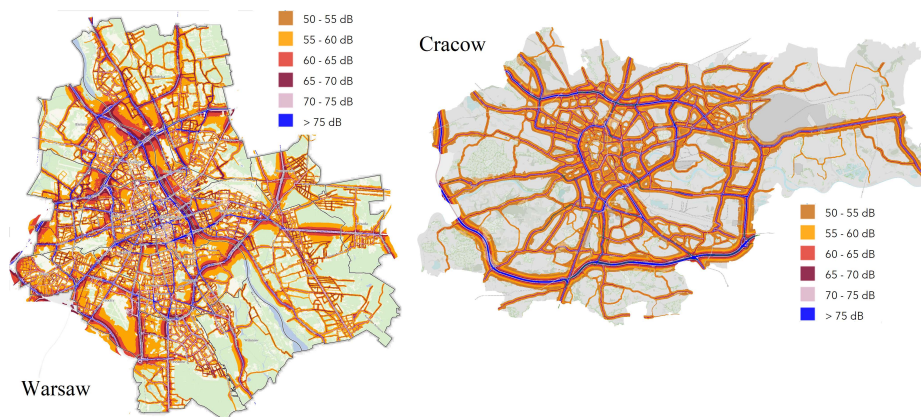 50 - 55 dB
55 - 60 dB
60 - 65 dB
65 - 70 dB
70 - 75 dB
> 75 dB
Warsaw
Cracow
50 - 55 dB
55 - 60 dB
60 - 65 dB
65 - 70 dB
70 - 75 dB
> 75 dB